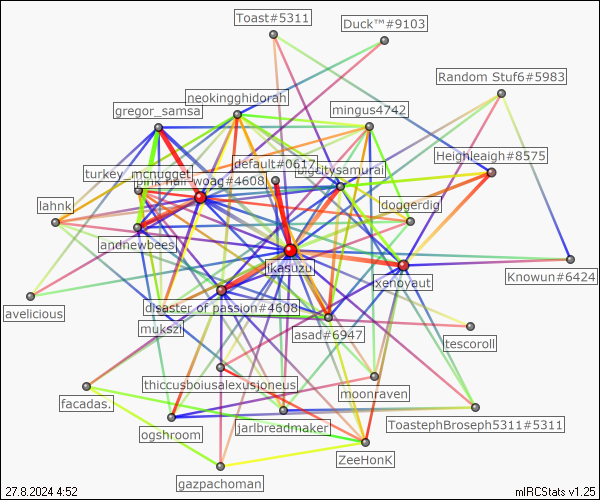 Toast#5311
Duck™#9103
Random Stuf6#5983
neokingghidorah
gregor_samsa
mingus4742
Heighleaigh#8575
default#0617
bigcitysamurai
turkey_mcnugget
woag#4608
doggerdig
lahnk
andnewbees
ikasuzu
xenoyaut
Knowun#6424
avelicious
disaster of passion#4608
mukszi
asad#6947
tescoroll
thiccusboiusalexusjoneus
moonraven
facadas.
ogshroom
jarlbreadmaker
ToastephBroseph5311#5311
ZeeHonK
gazpachoman
27.8.2024 4:52
mIRCStats v1.25